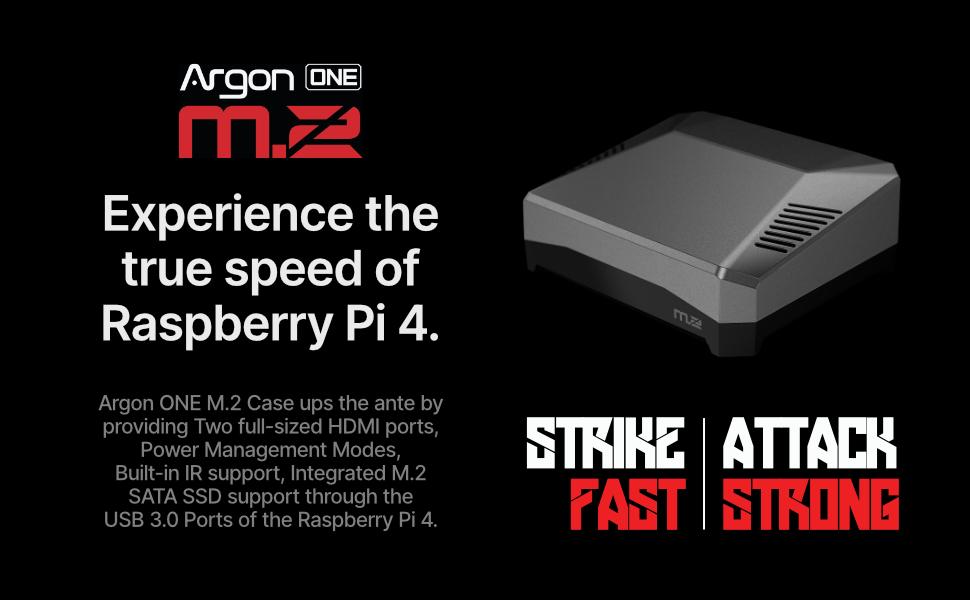 Argon ONE
m.2
Experience the
true speed of
Raspberry Pi 4.
Argon ONE M.2 Case ups the ante by
providing Two full-sized HDMI ports,
Power Management Modes,
Built-in IR support, Integrated M.2
SATA SSD support through the
USB 3.0 Ports of the Raspberry Pi 4.
m.2
STRIKE
FAST
ATTACK
STRONG